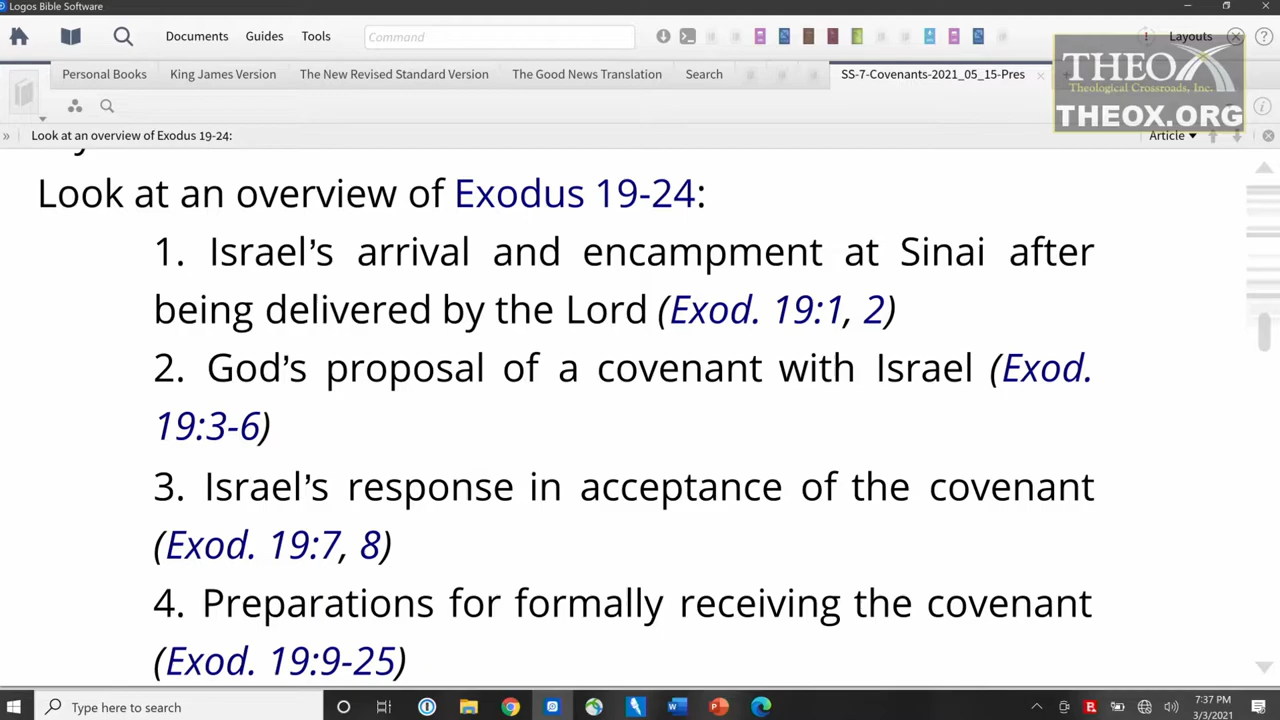 Logos Bible Software
Documents Guides Tools Command Layouts
THEOX
Theological Crossroads, Inc.
THEOX.ORG
Personal Books King James Version The New Revised Standard Version The Good News Translation Search SS-7-Covenants-2021_05_15-Pres
Look at an overview of Exodus 19-24: Article
Look at an overview of Exodus 19-24:
1. Israel’s arrival and encampment at Sinai after
being delivered by the Lord (Exod. 19:1, 2)
2. God’s proposal of a covenant with Israel (Exod.
19:3-6)
3. Israel’s response in acceptance of the covenant
(Exod. 19:7, 8)
4. Preparations for formally receiving the covenant
(Exod. 19:9-25)
Type here to search
7:37 PM
3/3/2021